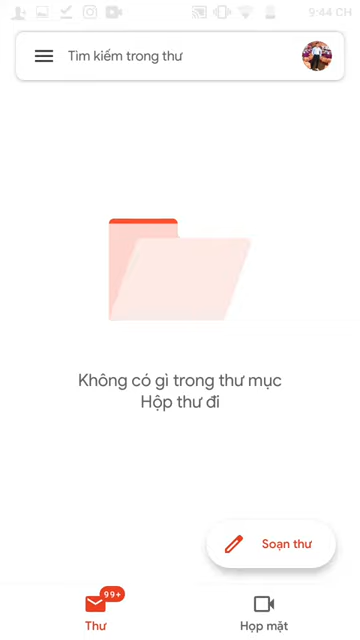 9:44 CH
Tìm kiếm trong thư
Không có gì trong thư mục
Hộp thư đi
Soạn thư
99+
Thư
Họp mặt